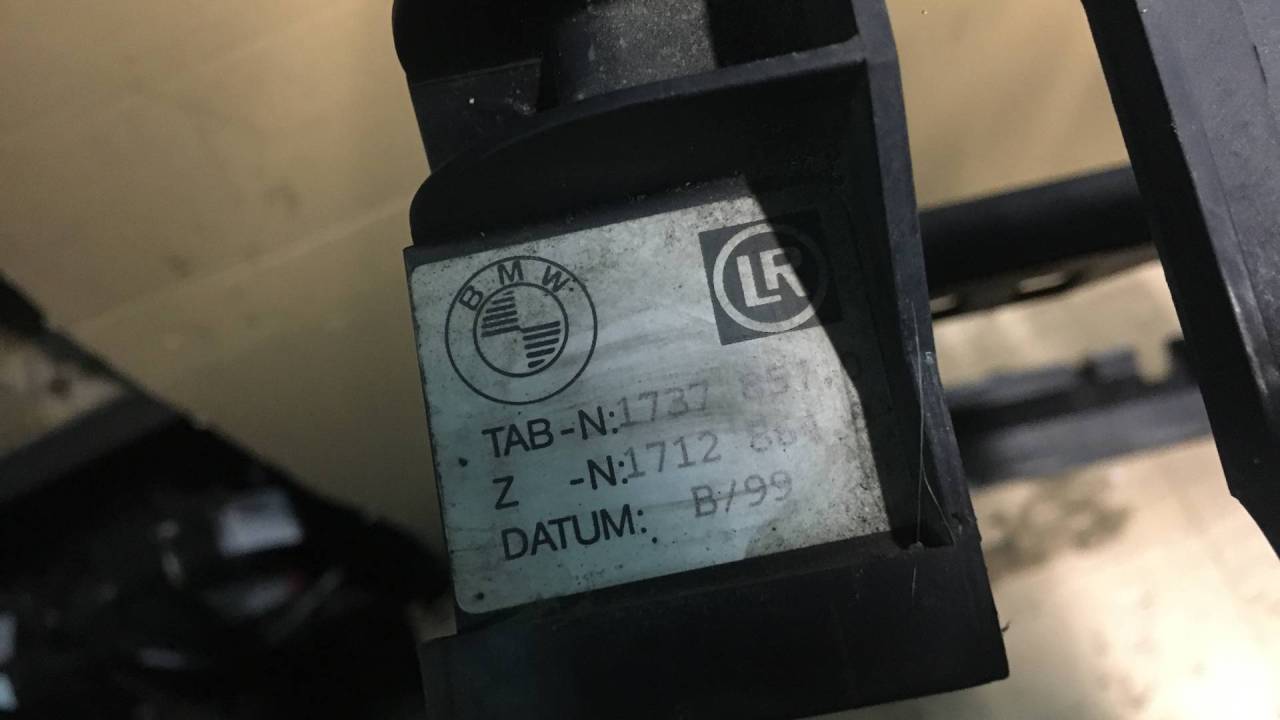 BMW
LR
TAB-N: 1737
Z -N: 1712
DATUM: B/99